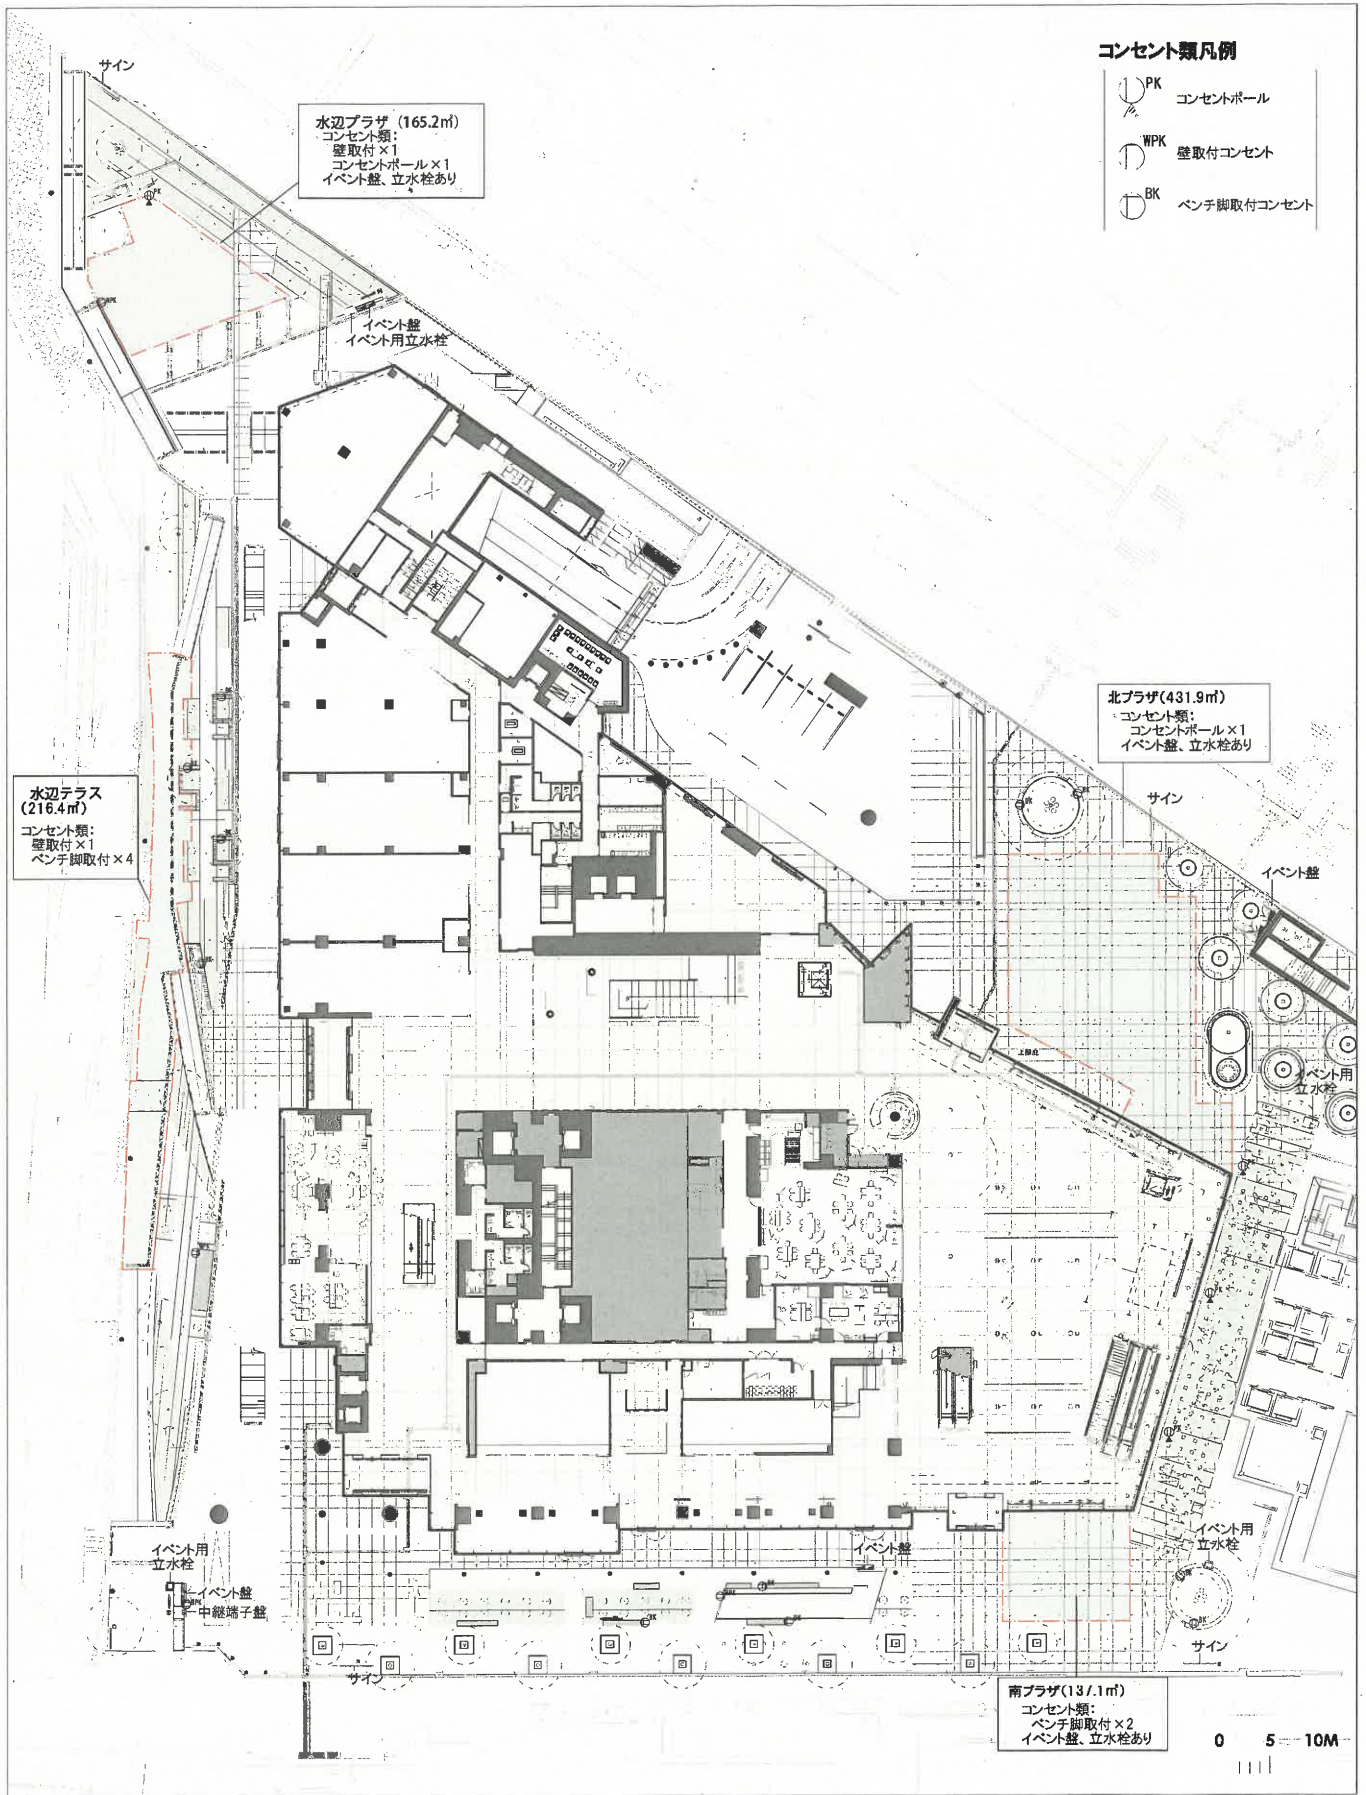 コンセント類凡例
PK
コンセントポール
WPK
壁取付コンセント
BK
ベンチ脚取付コンセント
サイン
水辺プラザ (165.2㎡)
コンセント類：
壁取付×1
コンセントポール×1
イベント盤、立水栓あり
PK
WPK
イベント盤
イベント用立水栓
北プラザ(431.9㎡)
コンセント類：
コンセントポール×1
イベント盤、立水栓あり
サイン
イベント盤
水辺テラス
(216.4㎡)
コンセント類：
壁取付×1
ベンチ脚取付×4
イベント用
立水栓
イベント用
立水栓
イベント盤
イベント用
立水栓
イベント盤
中継端子盤
サイン
サイン
南プラザ(137.1㎡)
コンセント類：
ベンチ脚取付×2
イベント盤、立水栓あり
0 5 10M